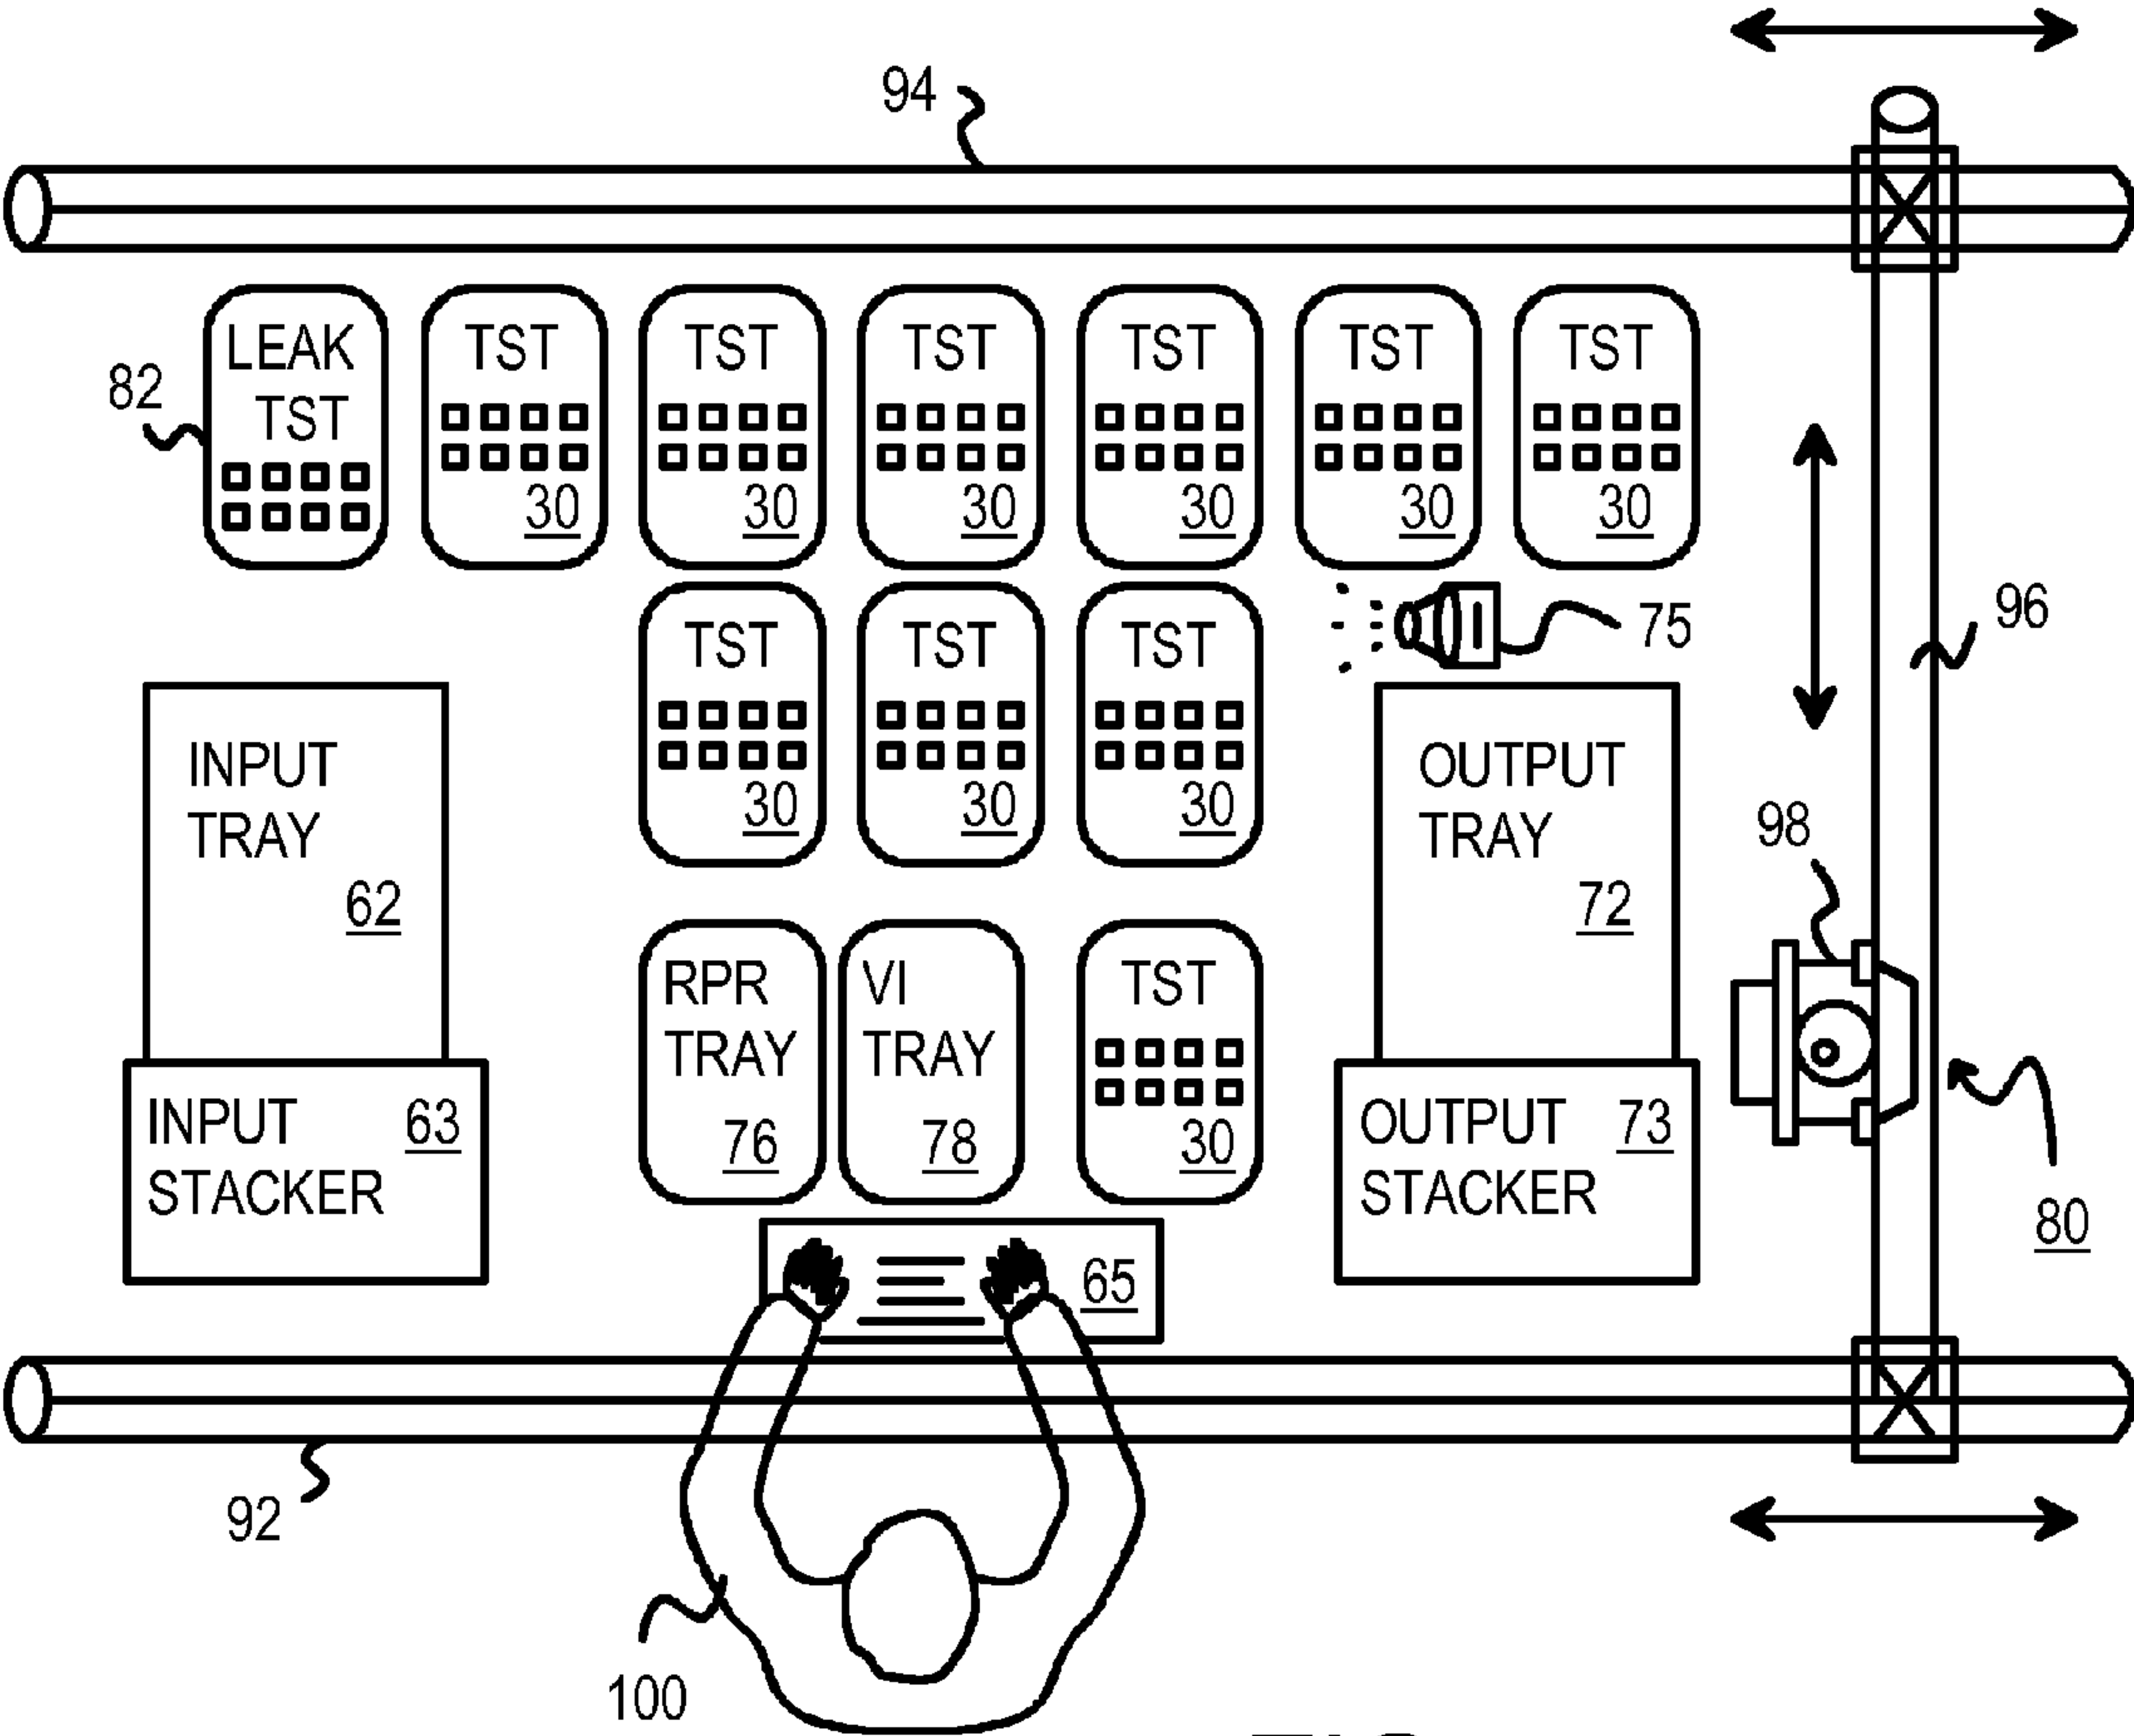 94
LEAK
TST
82
TST
30
TST
30
TST
30
TST
30
TST
30
TST
30
TST
30
TST
30
TST
30
75
96
INPUT
TRAY
62
OUTPUT
TRAY
72
98
RPR
TRAY
76
VI
TRAY
78
TST
30
INPUT 63
STACKER
OUTPUT 73
STACKER
80
65
92
100